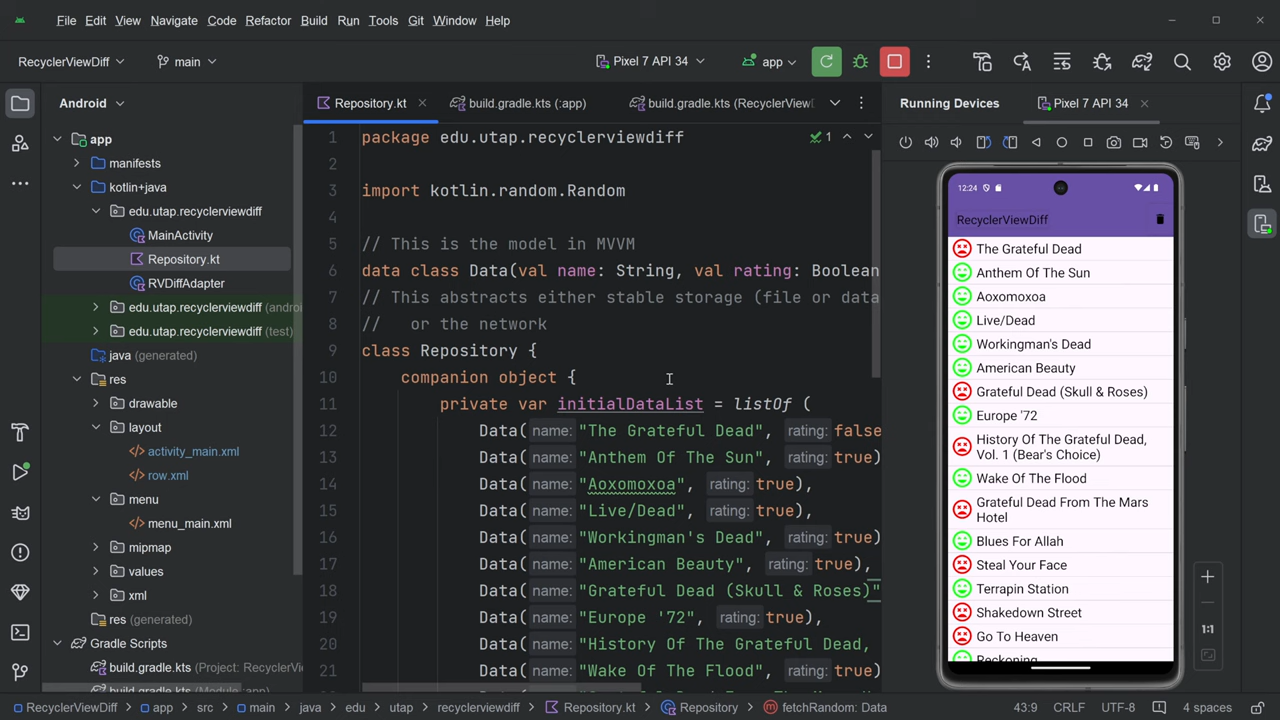 File Edit View Navigate Code Refactor Build Run Tools Git Window Help
RecyclerViewDiff main Pixel 7 API 34 app
Android
Repository.kt build.gradle.kts (:app) build.gradle.kts (RecyclerView
Running Devices Pixel 7 API 34
app
manifests
kotlin+java
edu.utap.recyclerviewdiff
MainActivity
Repository.kt
RVDiffAdapter
edu.utap.recyclerviewdiff (andro
edu.utap.recyclerviewdiff (test)
java (generated)
res
drawable
layout
activity_main.xml
row.xml
menu
menu_main.xml
mipmap
values
xml
res (generated)
Gradle Scripts
build.gradle.kts (Project: RecyclerVie
build.gradle.kts (Module :app)
1 package edu.utap.recyclerviewdiff
2
3 import kotlin.random.Random
4
5 // This is the model in MVVM
6 data class Data(val name: String, val rating: Boolean
7 // This abstracts either stable storage (file or data
8 //   or the network
9 class Repository {
10 companion object {
11 private var initialDataList = listOf (
12 Data( name: "The Grateful Dead", rating: false
13 Data( name: "Anthem Of The Sun", rating: true)
14 Data( name: "Aoxomoxoa", rating: true),
15 Data( name: "Live/Dead", rating: true),
16 Data( name: "Workingman's Dead", rating: true)
17 Data( name: "American Beauty", rating: true),
18 Data( name: "Grateful Dead (Skull & Roses)"
19 Data( name: "Europe '72", rating: true),
20 Data( name: "History Of The Grateful Dead,
21 Data( name: "Wake Of The Flood", rating: true)
1
12:24
RecyclerViewDiff
The Grateful Dead
Anthem Of The Sun
Aoxomoxoa
Live/Dead
Workingman's Dead
American Beauty
Grateful Dead (Skull & Roses)
Europe '72
History Of The Grateful Dead,
Vol. 1 (Bear's Choice)
Wake Of The Flood
Grateful Dead From The Mars
Hotel
Blues For Allah
Steal Your Face
Terrapin Station
Shakedown Street
Go To Heaven
Reckoning
1:1
RecyclerViewDiff app src main java edu utap recyclerviewdiff Repository.kt Repository fetchRandom: Data 43:9 CRLF UTF-8 4 spaces